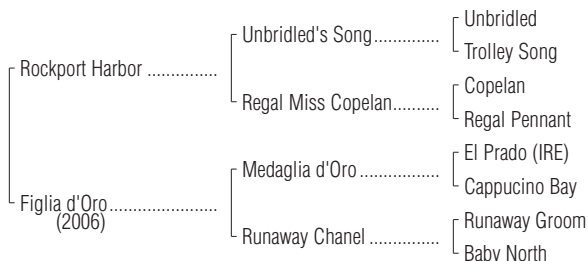 Unbridled
Unbridled's Song...............
Trolley Song
Rockport Harbor ..............
Copelan
Regal Miss Copelan..........
Regal Pennant
El Prado (IRE)
Medaglia d'Oro.................
Cappucino Bay
Figlia d'Oro......................
(2006)
Runaway Groom
Runaway Chanel ...............
Baby North